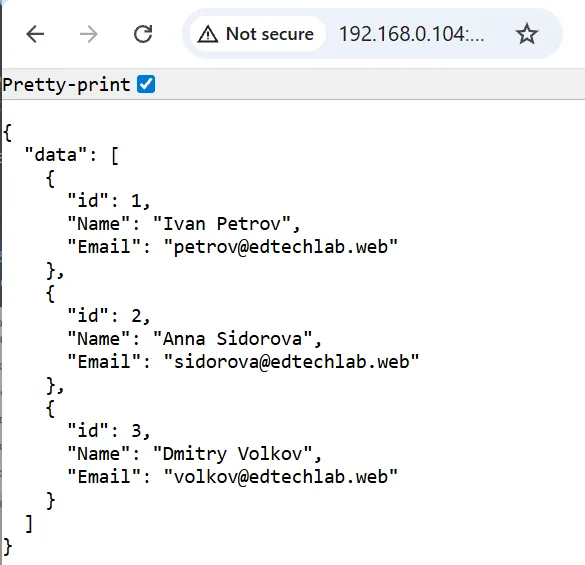 Not secure 192.168.0.104:...
Pretty-print
{
  "data": [
    {
      "id": 1,
      "Name": "Ivan Petrov",
      "Email": "petrov@edtechlab.web"
    },
    {
      "id": 2,
      "Name": "Anna Sidorova",
      "Email": "sidorova@edtechlab.web"
    },
    {
      "id": 3,
      "Name": "Dmitry Volkov",
      "Email": "volkov@edtechlab.web"
    }
  ]
}